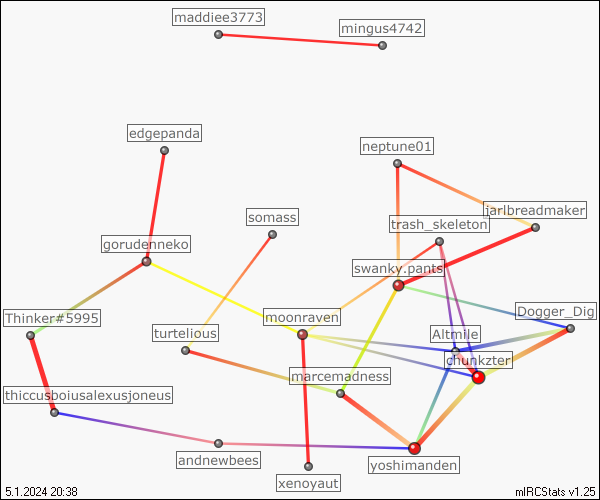 maddiee3773
mingus4742
edgepanda
neptune01
somass
jarlbreadmaker
trash_skeleton
gorudenneko
swanky.pants
Thinker#5995
moonraven
Dogger_Dig
turtelious
Altmile
chunkzter
marcemadness
thiccusboiusalexusjoneus
andnewbees
yoshimanden
xenoyaut
5.1.2024 20:38
mIRCStats v1.25